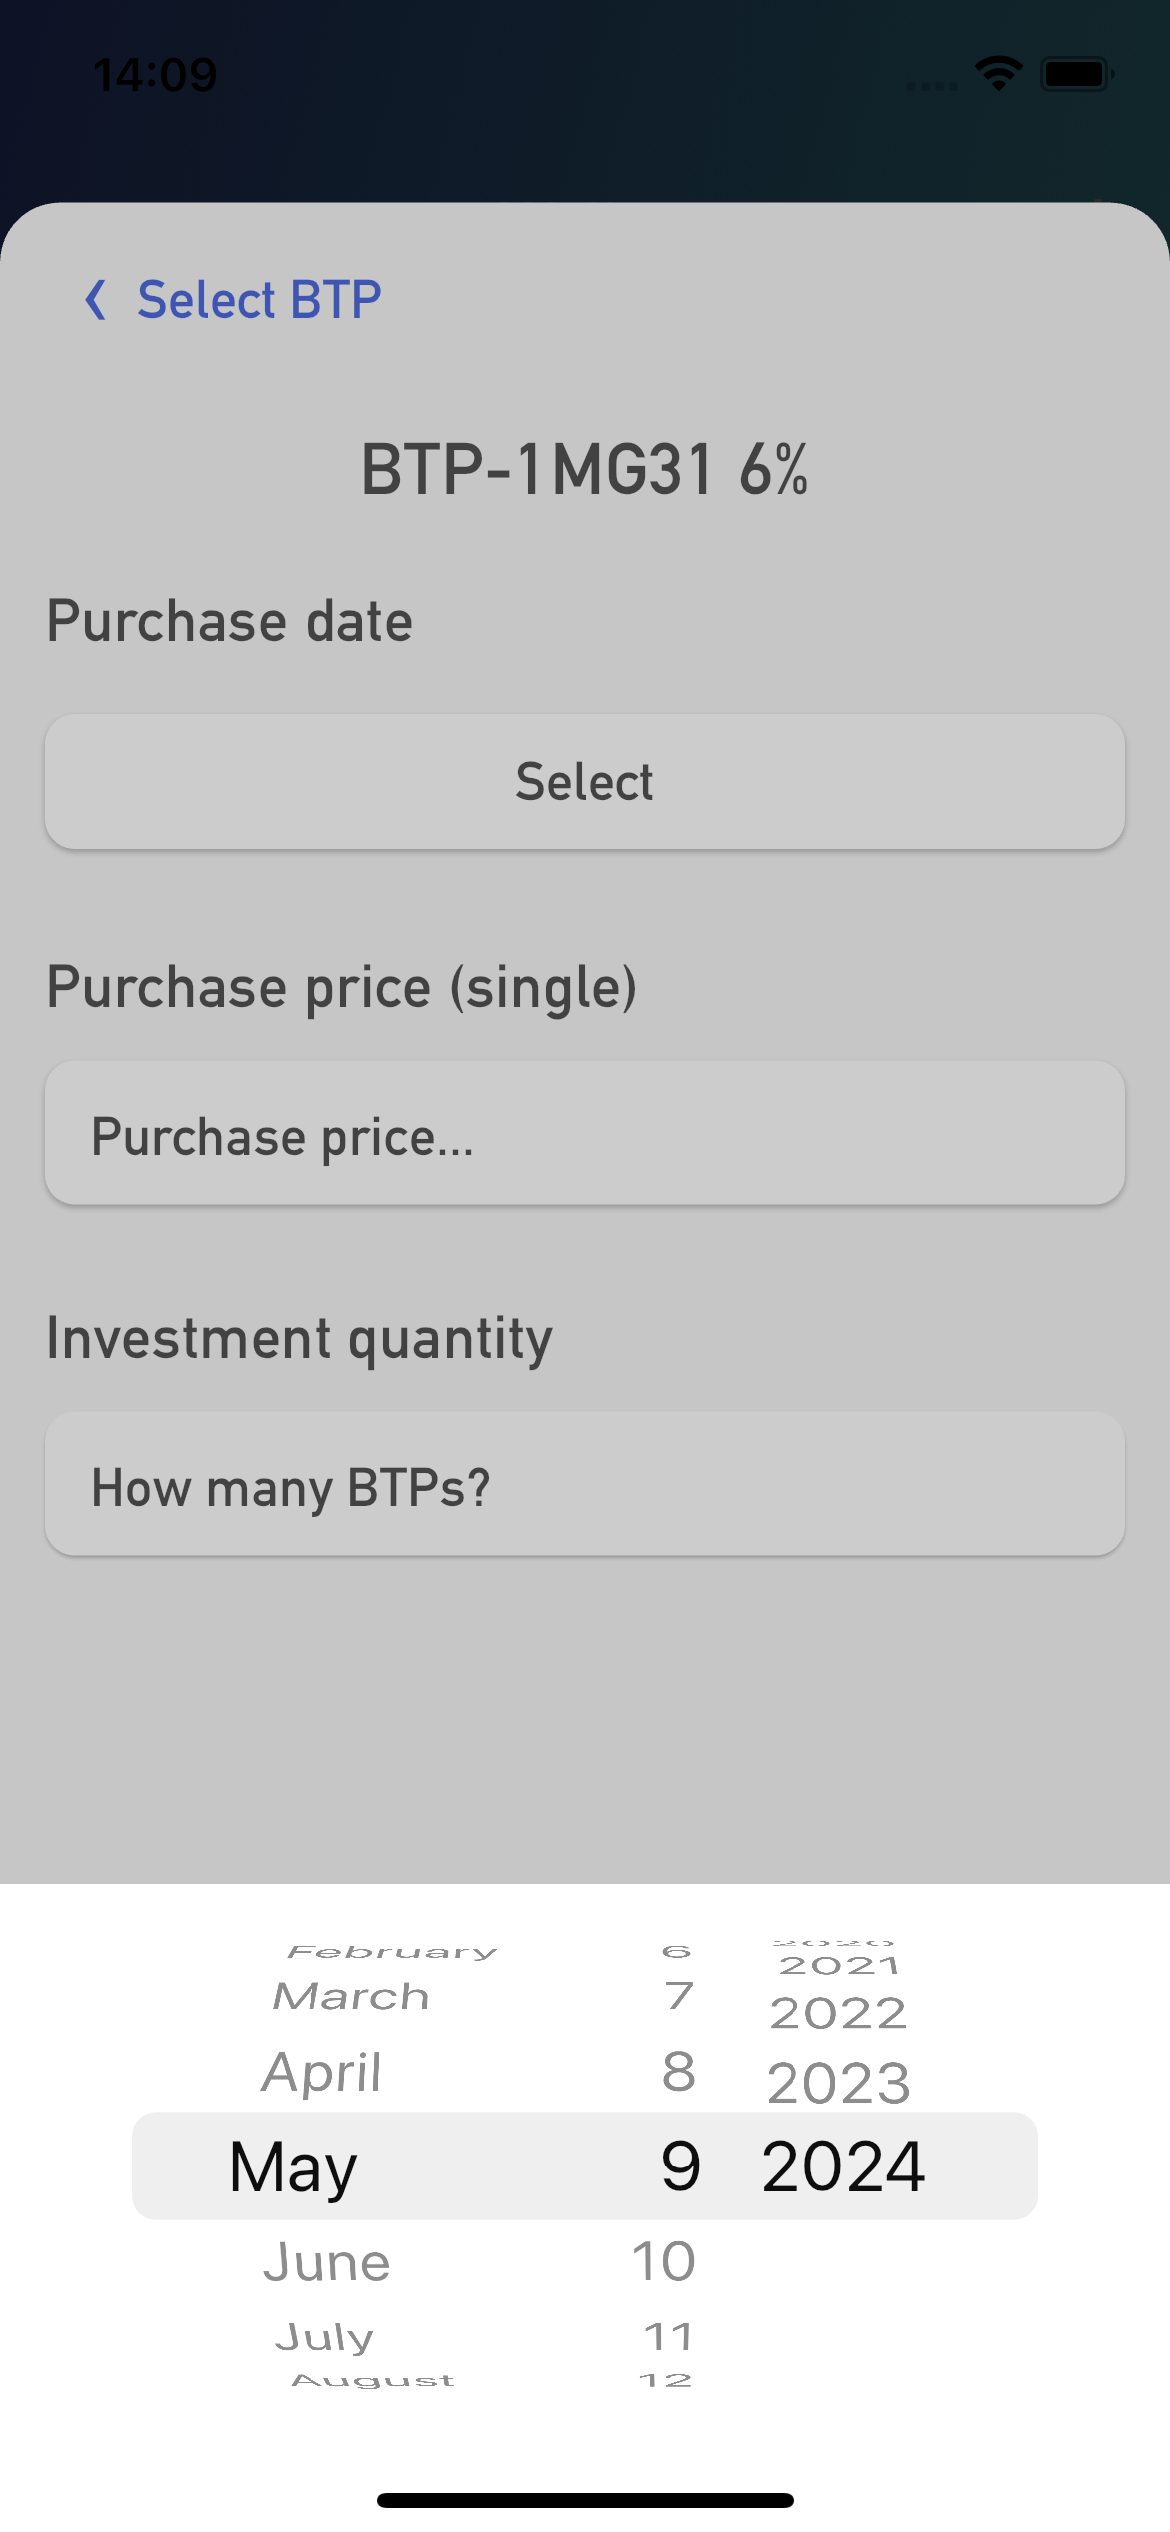 14:09
Select BTP
BTP-1MG31 6%
Purchase date
Select
Purchase price (single)
Purchase price...
Investment quantity
How many BTPs?
2020
February 6 2021
March 7 2022
April 8 2023
May 9 2024
June 10
July 11
August 12